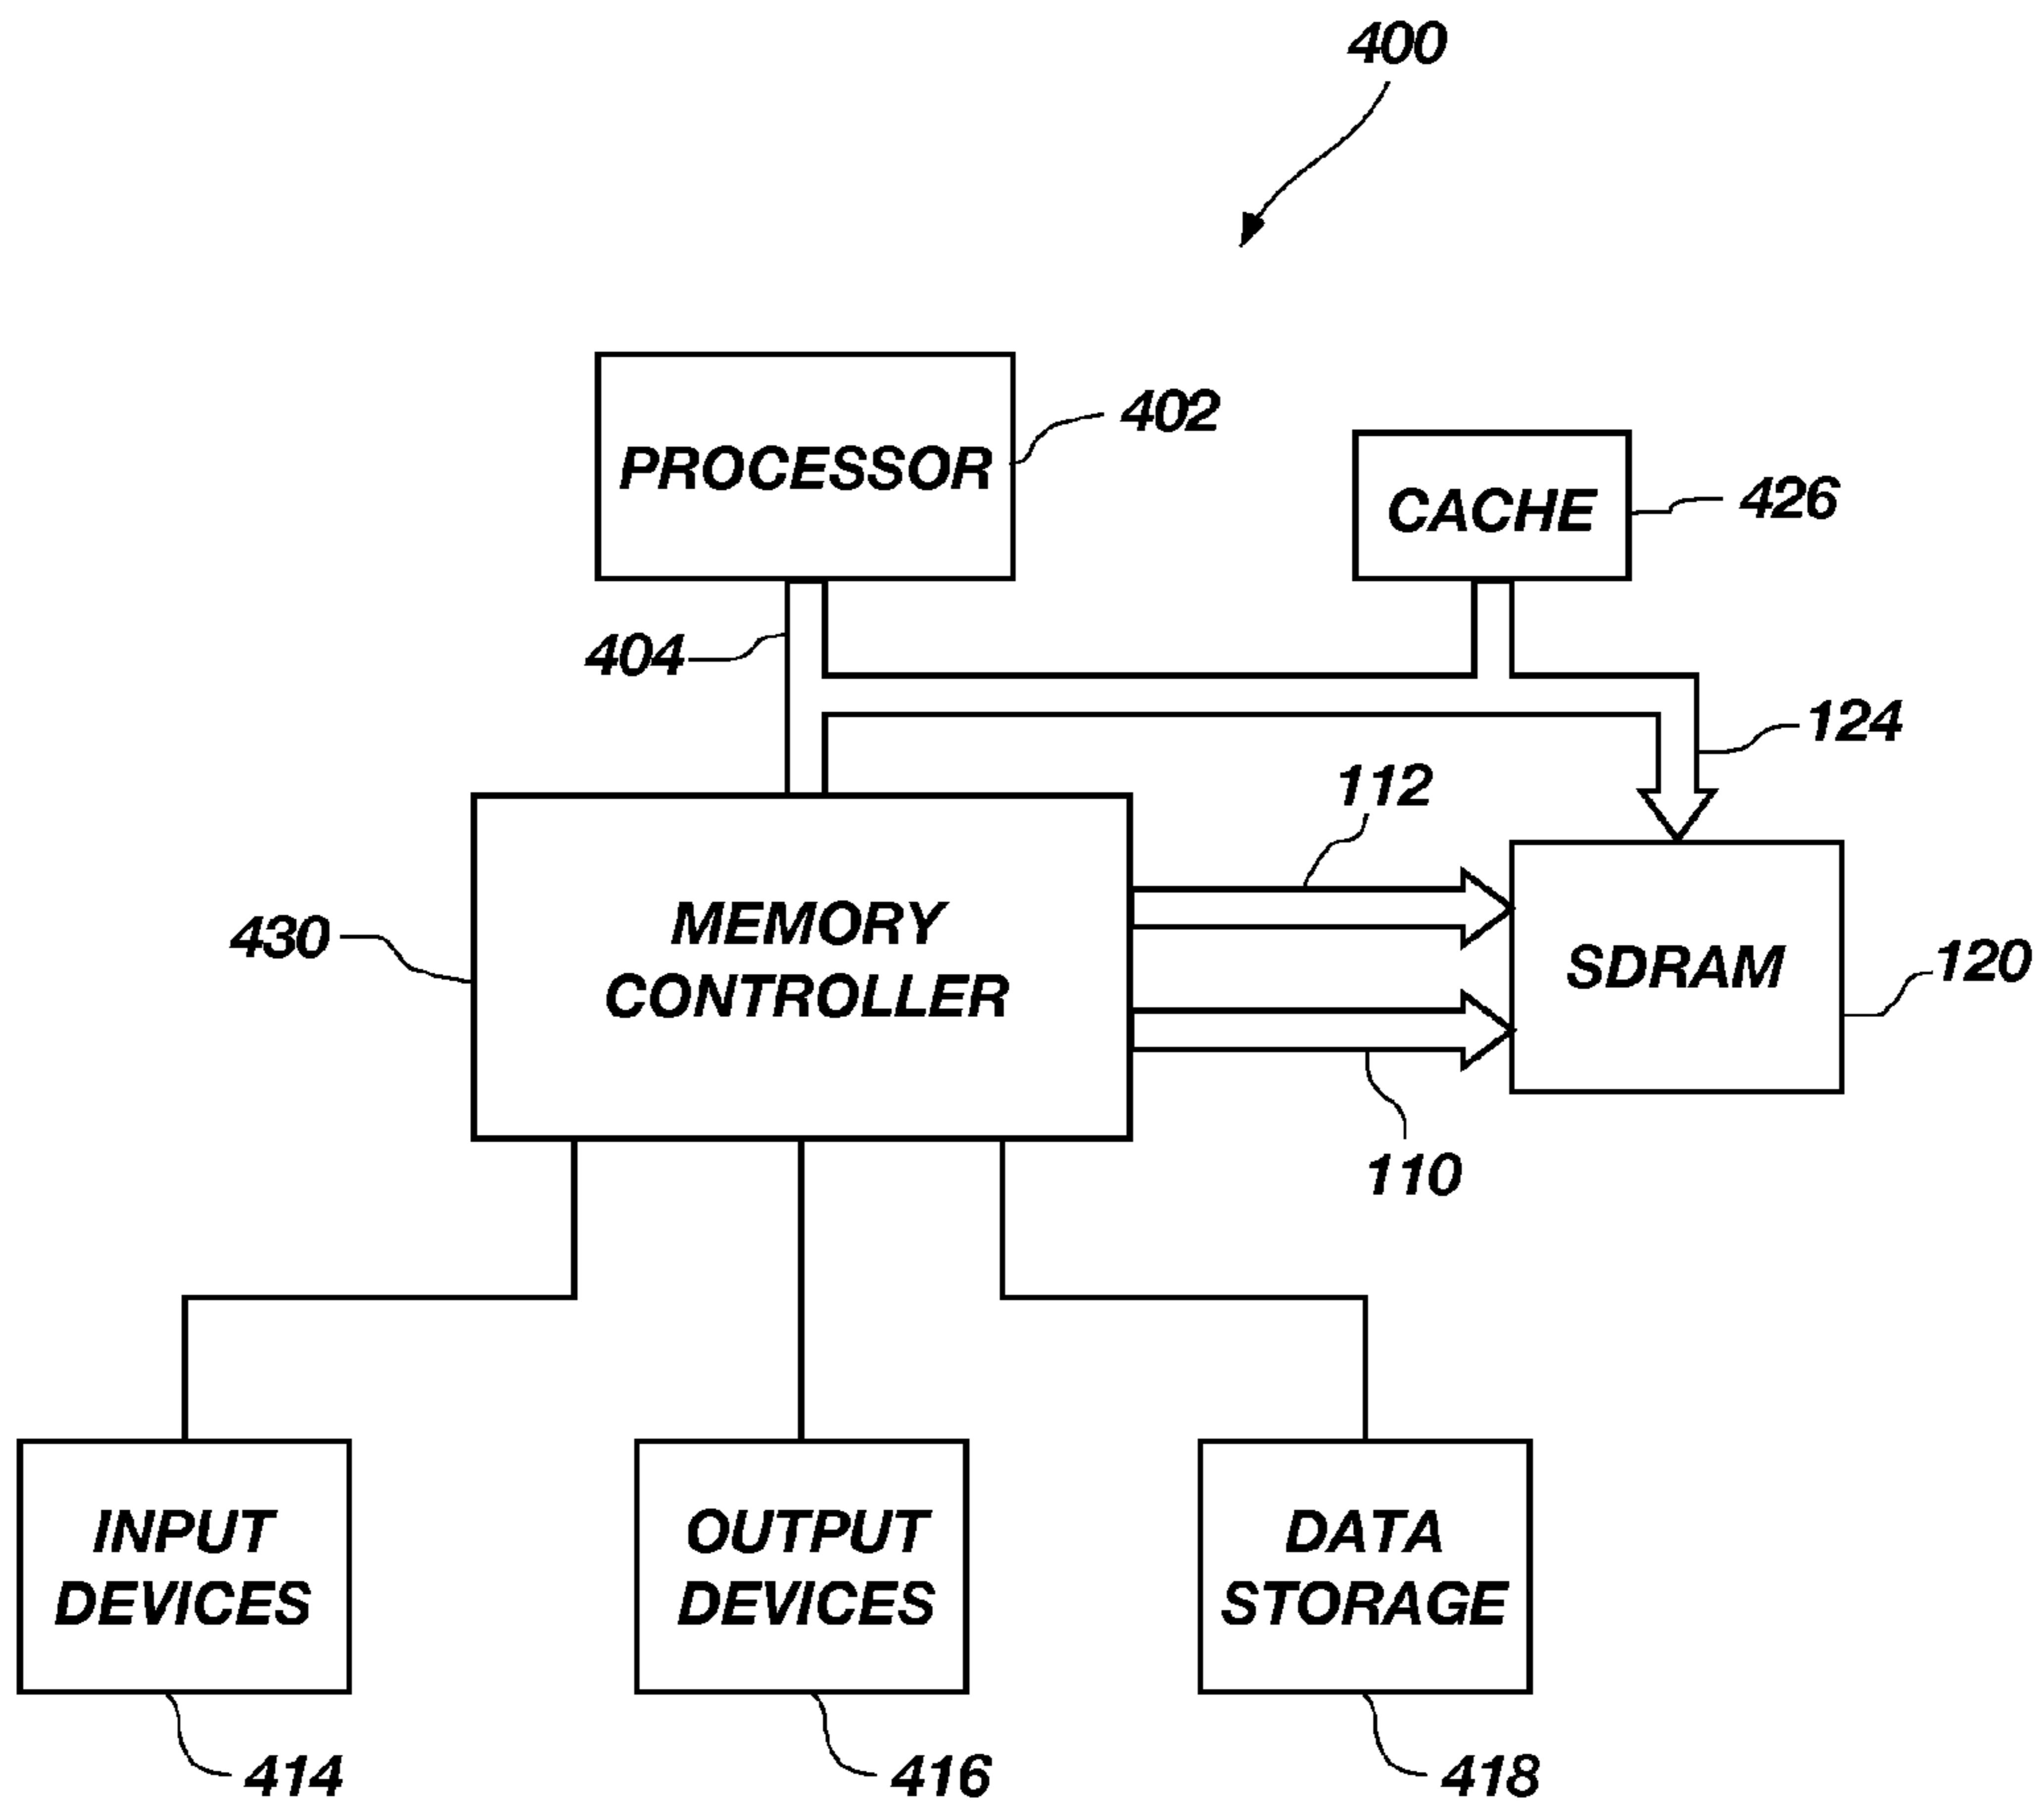 400
PROCESSOR
402
CACHE
426
404
124
112
MEMORY
CONTROLLER
430
SDRAM
120
110
INPUT
DEVICES
OUTPUT
DEVICES
DATA
STORAGE
414
416
418